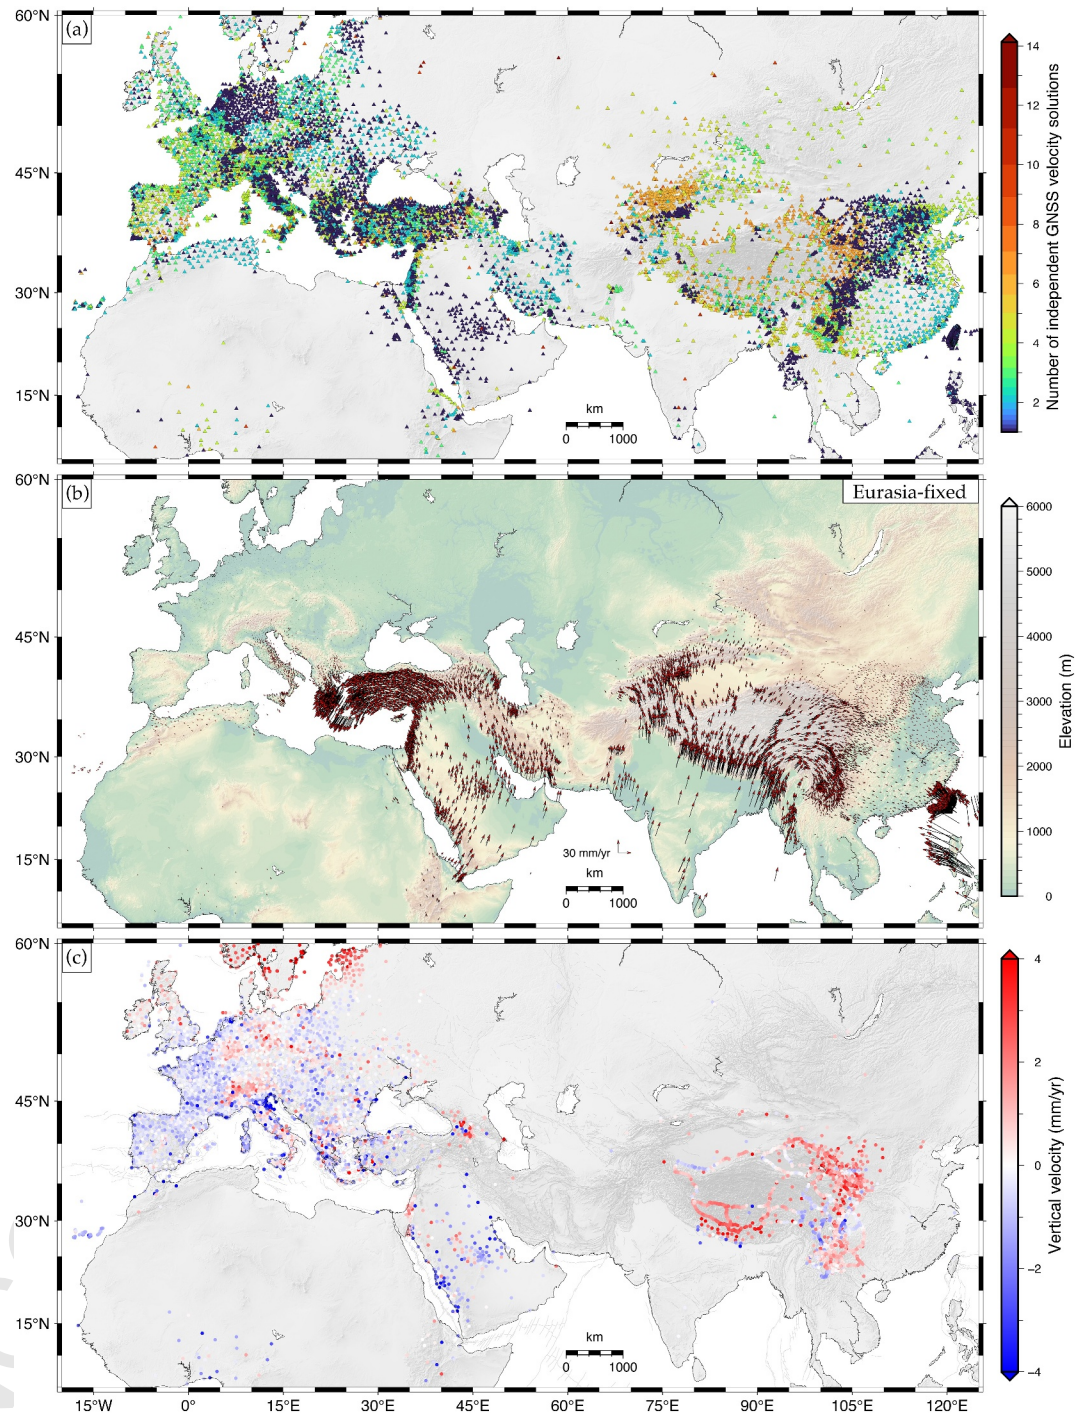 (a)
60°N
45°N
30°N
15°N
km
0 1000
14
12
10
8
6
4
2
Number of independent GNSS velocity solutions
(b)
Eurasia-fixed
60°N
45°N
30°N
15°N
30 mm/yr
km
0 1000
6000
5000
4000
3000
2000
1000
0
Elevation (m)
(c)
60°N
45°N
30°N
15°N
km
0 1000
4
2
0
−2
−4
Vertical velocity (mm/yr)
15°W 0° 15°E 30°E 45°E 60°E 75°E 90°E 105°E 120°E